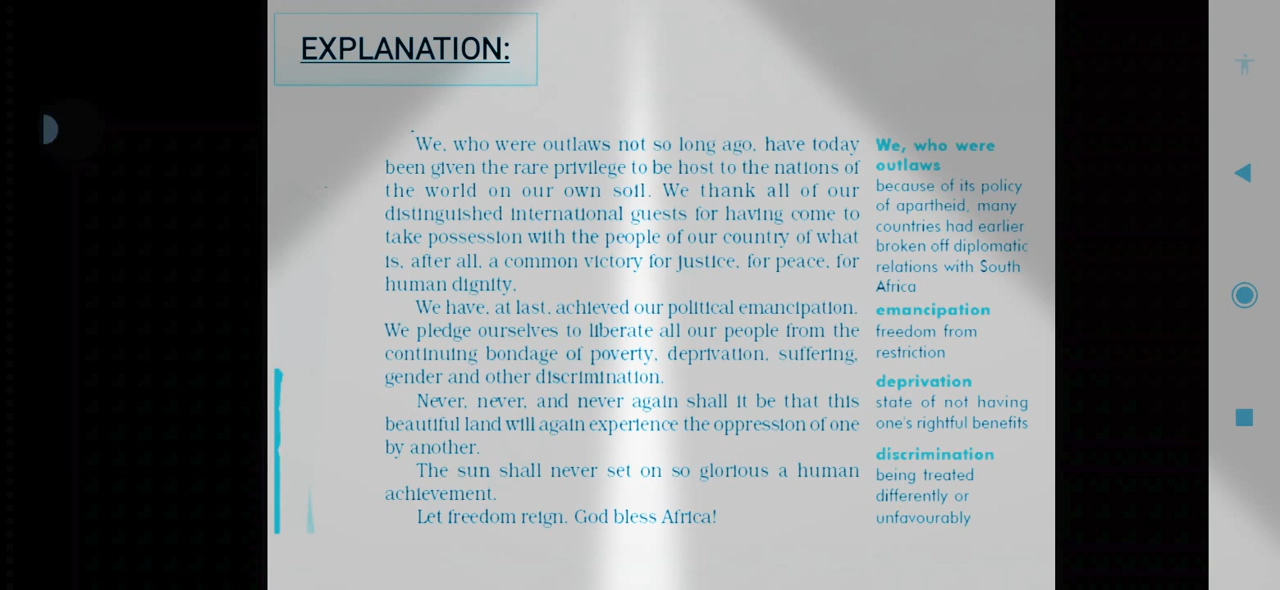 EXPLANATION:
We, who were outlaws not so long ago, have today
been given the rare privilege to be host to the nations of
the world on our own soil. We thank all of our
distinguished international guests for having come to
take possession with the people of our country of what
is, after all, a common victory for justice, for peace, for
human dignity.
We have, at last, achieved our political emancipation.
We pledge ourselves to liberate all our people from the
continuing bondage of poverty, deprivation, suffering,
gender and other discrimination.
Never, never, and never again shall it be that this
beautiful land will again experience the oppression of one
by another.
The sun shall never set on so glorious a human
achievement.
Let freedom reign. God bless Africa!
We, who were
outlaws
because of its policy
of apartheid, many
countries had earlier
broken off diplomatic
relations with South
Africa
emancipation
freedom from
restriction
deprivation
state of not having
one's rightful benefits
discrimination
being treated
differently or
unfavourably